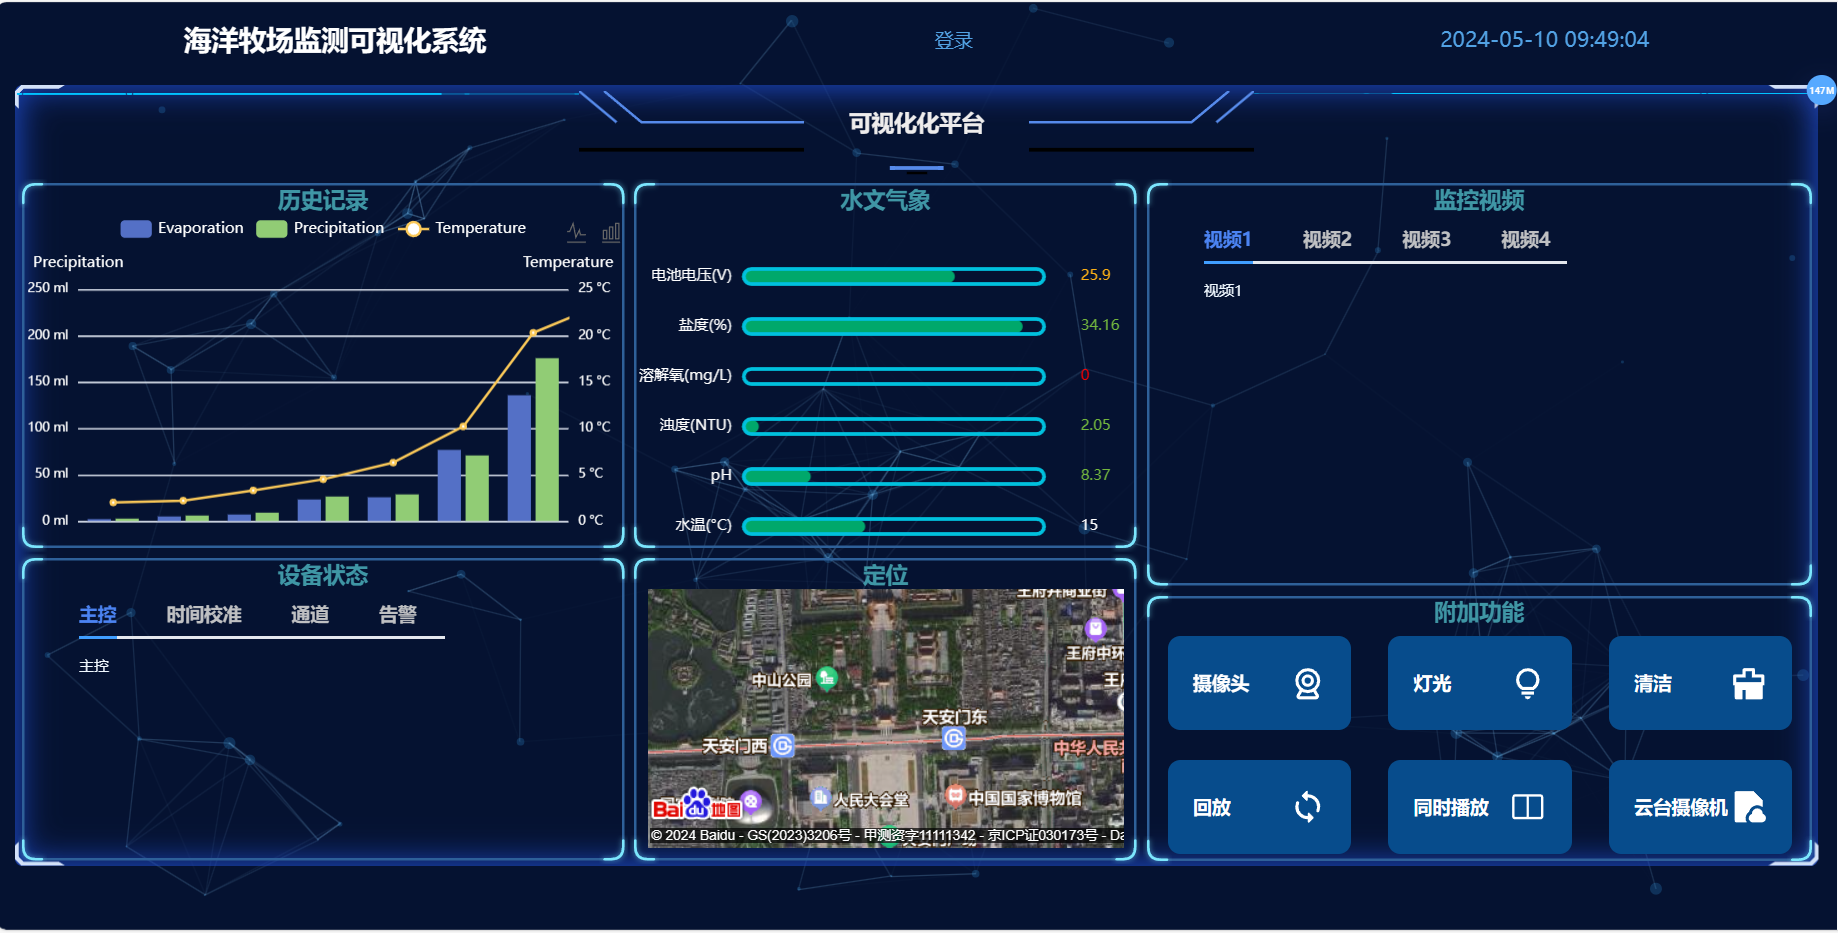 海洋牧场监测可视化系统
登录
2024-05-10 09:49:04
147M
可视化化平台
历史记录
Evaporation Precipitation Temperature
Precipitation Temperature
250 ml 25 °C
200 ml 20 °C
150 ml 15 °C
100 ml 10 °C
50 ml 5 °C
0 ml 0 °C
水文气象
电池电压(V) 25.9
盐度(%) 34.16
溶解氧(mg/L) 0
浊度(NTU) 2.05
pH 8.37
水温(°C) 15
监控视频
视频1 视频2 视频3 视频4
视频1
设备状态
主控 时间校准 通道 告警
主控
定位
王府井商业街
王府中环
中山公园
天安门东
天安门西
中华人民共
人民大会堂
中国国家博物馆
Bai du 地图
© 2024 Baidu - GS(2023)3206号 - 甲测资字11111342 - 京ICP证030173号 - Da
附加功能
摄像头 灯光 清洁
回放 同时播放 云台摄像机